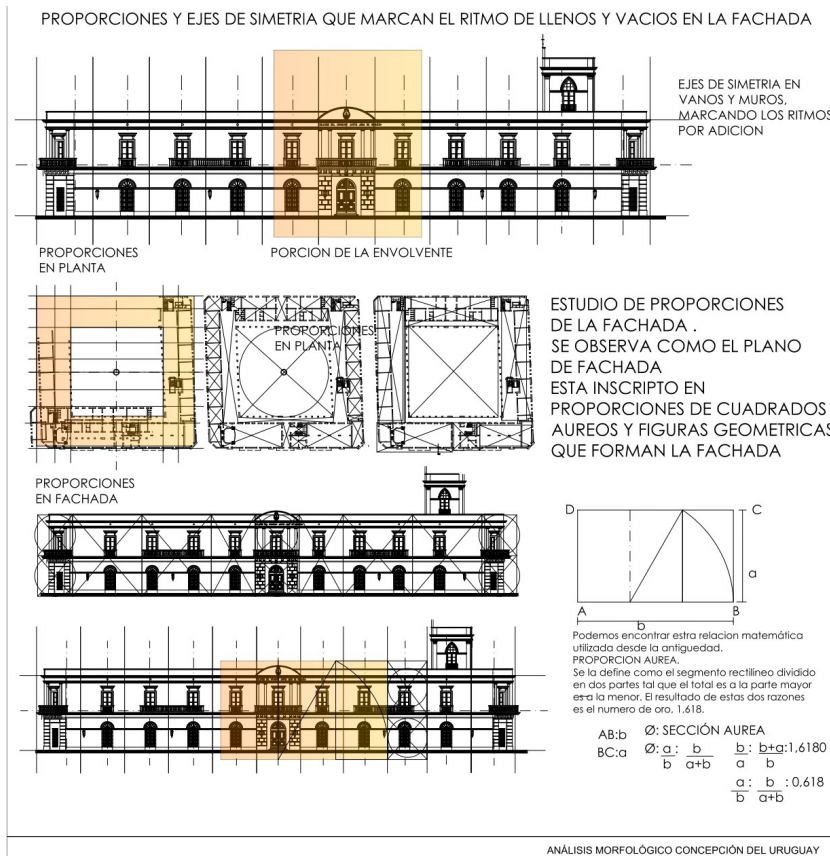 PROPORCIONES Y EJES DE SIMETRIA QUE MARCAN EL RITMO DE LLENOS Y VACIOS EN LA FACHADA
EJES DE SIMETRIA EN
VANOS Y MUROS,
MARCANDO LOS RITMOS
POR ADICION
PROPORCIONES
EN PLANTA
PORCION DE LA ENVOLVENTE
PROPORCIONES
EN PLANTA
ESTUDIO DE PROPORCIONES
DE LA FACHADA .
SE OBSERVA COMO EL PLANO
DE FACHADA
ESTA INSCRIPTO EN
PROPORCIONES DE CUADRADOS
AUREOS Y FIGURAS GEOMETRICAS
QUE FORMAN LA FACHADA
PROPORCIONES
EN FACHADA
D C
a
A B
b
Podemos encontrar estra relacion matemática
utilizada desde la antiguedad.
PROPORCION AUREA.
Se la define como el segmento rectilíneo dividido
en dos partes tal que el total es a la parte mayor
es a la menor. El resultado de estas dos razones
es el numero de oro, 1,618.
AB:b Ø: SECCIÓN AUREA
BC:a Ø: a : b b : b+a:1,6180
b a+b a b
a : b : 0,618
b a+b
ANÁLISIS MORFOLÓGICO CONCEPCIÓN DEL URUGUAY